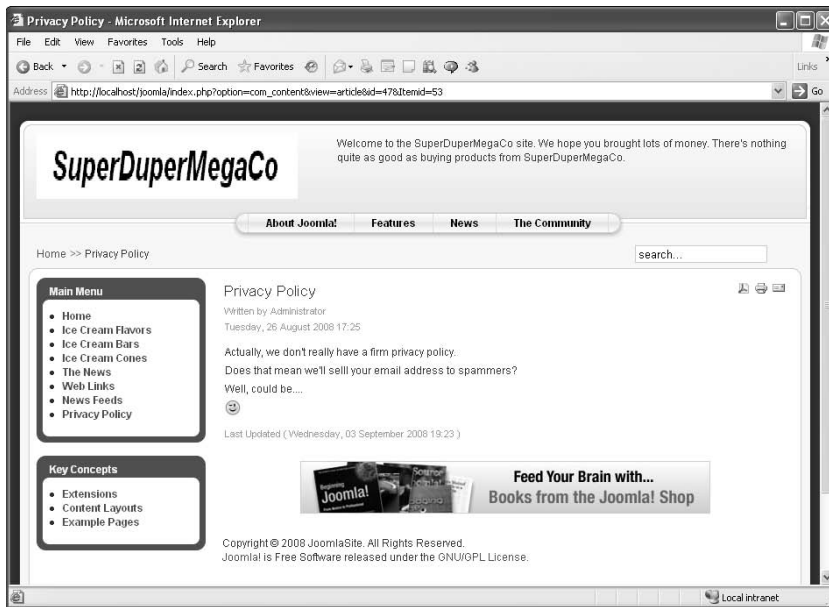 Privacy Policy - Microsoft Internet Explorer
File Edit View Favorites Tools Help
Back Search Favorites Links
Address http://localhost/joomla/index.php?option=com_content&view=article&id=47&Itemid=53 Go
SuperDuperMegaCo
Welcome to the SuperDuperMegaCo site. We hope you brought lots of money. There's nothing
quite as good as buying products from SuperDuperMegaCo.
About Joomla! Features News The Community
Home >> Privacy Policy
search...
Main Menu
Home
Ice Cream Flavors
Ice Cream Bars
Ice Cream Cones
The News
Web Links
News Feeds
Privacy Policy
Key Concepts
Extensions
Content Layouts
Example Pages
Privacy Policy
Written by Administrator
Tuesday, 26 August 2008 17:25
Actually, we don't really have a firm privacy policy.
Does that mean we'll selll your email address to spammers?
Well, could be....
Last Updated ( Wednesday, 03 September 2008 19:23 )
Beginning
Joomla!
Feed Your Brain with...
Books from the Joomla! Shop
Copyright © 2008 JoomlaSite. All Rights Reserved.
Joomla! is Free Software released under the GNU/GPL License.
Local intranet